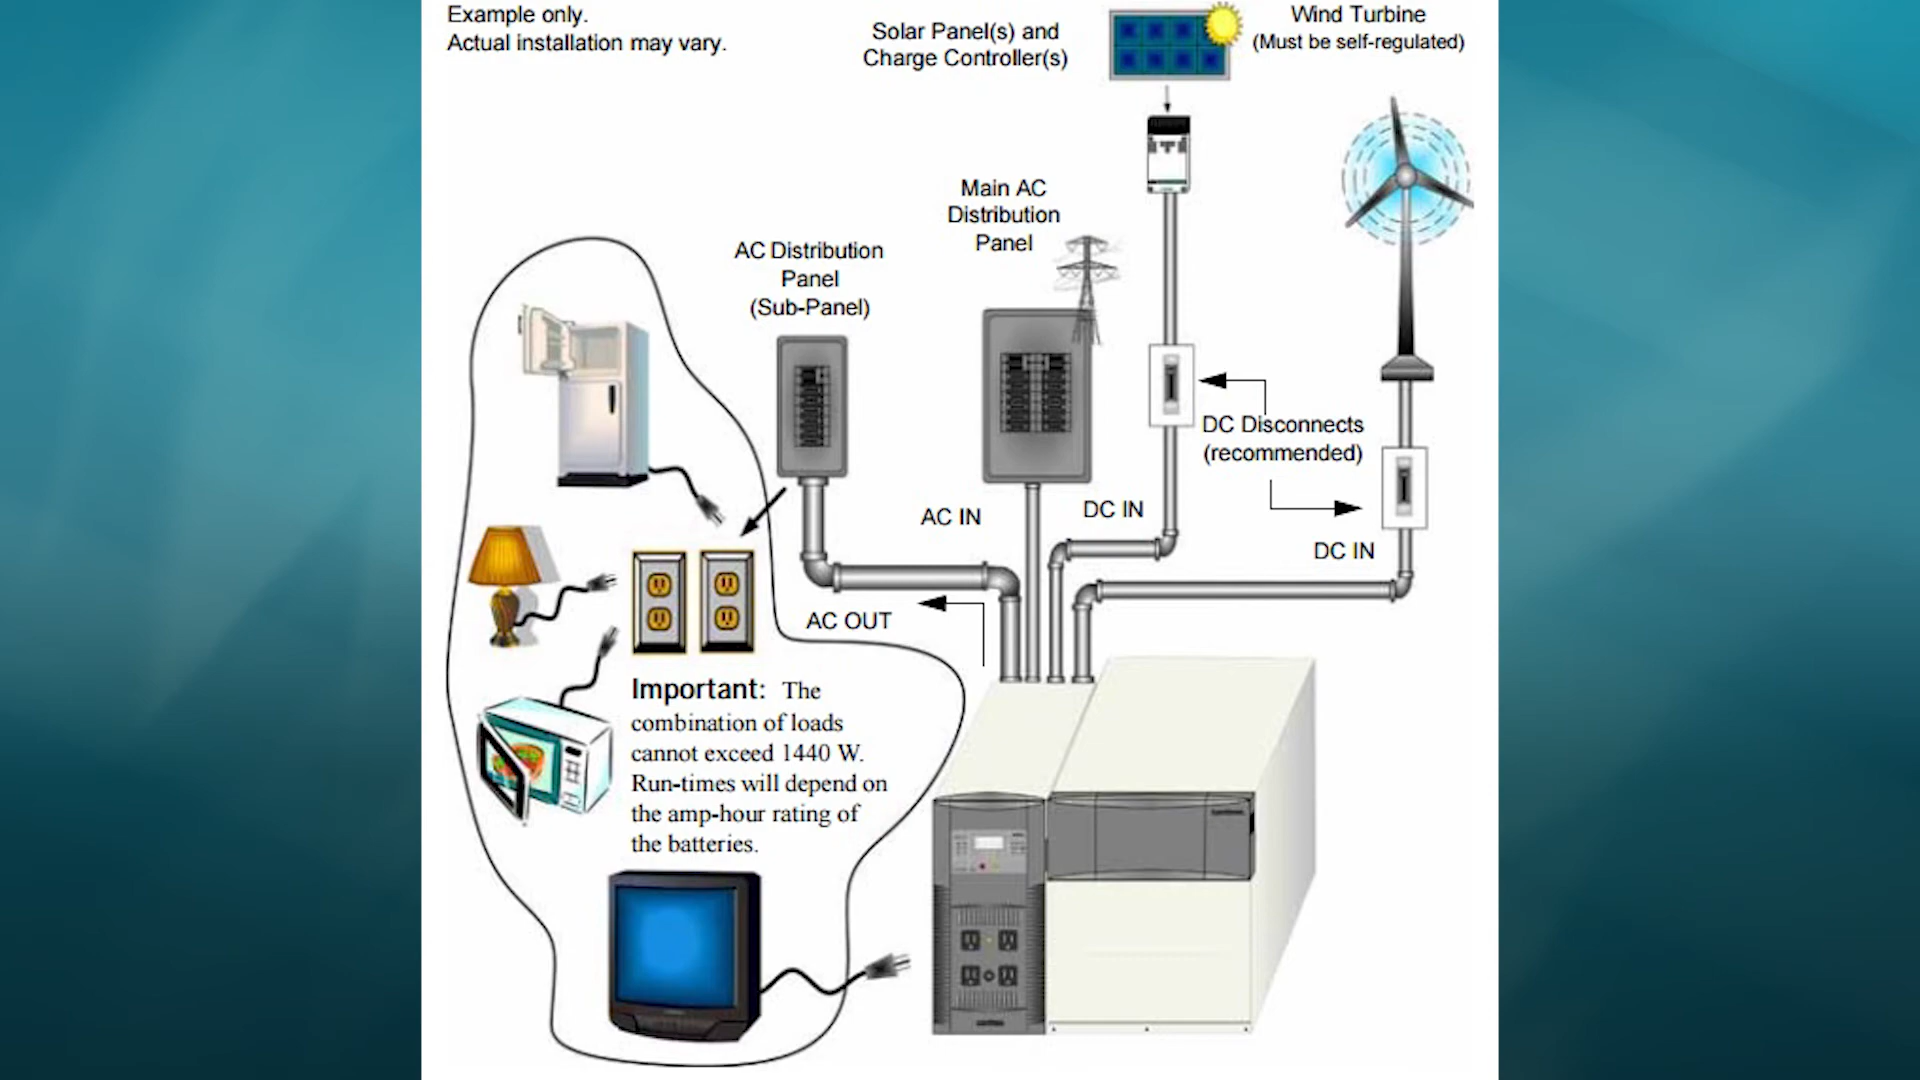 Example only.
Actual installation may vary.
Solar Panel(s) and
Charge Controller(s)
Wind Turbine
(Must be self-regulated)
Main AC
Distribution
Panel
AC Distribution
Panel
(Sub-Panel)
DC Disconnects
(recommended)
AC IN
DC IN
DC IN
AC OUT
Important: The
combination of loads
cannot exceed 1440 W.
Run-times will depend on
the amp-hour rating of
the batteries.